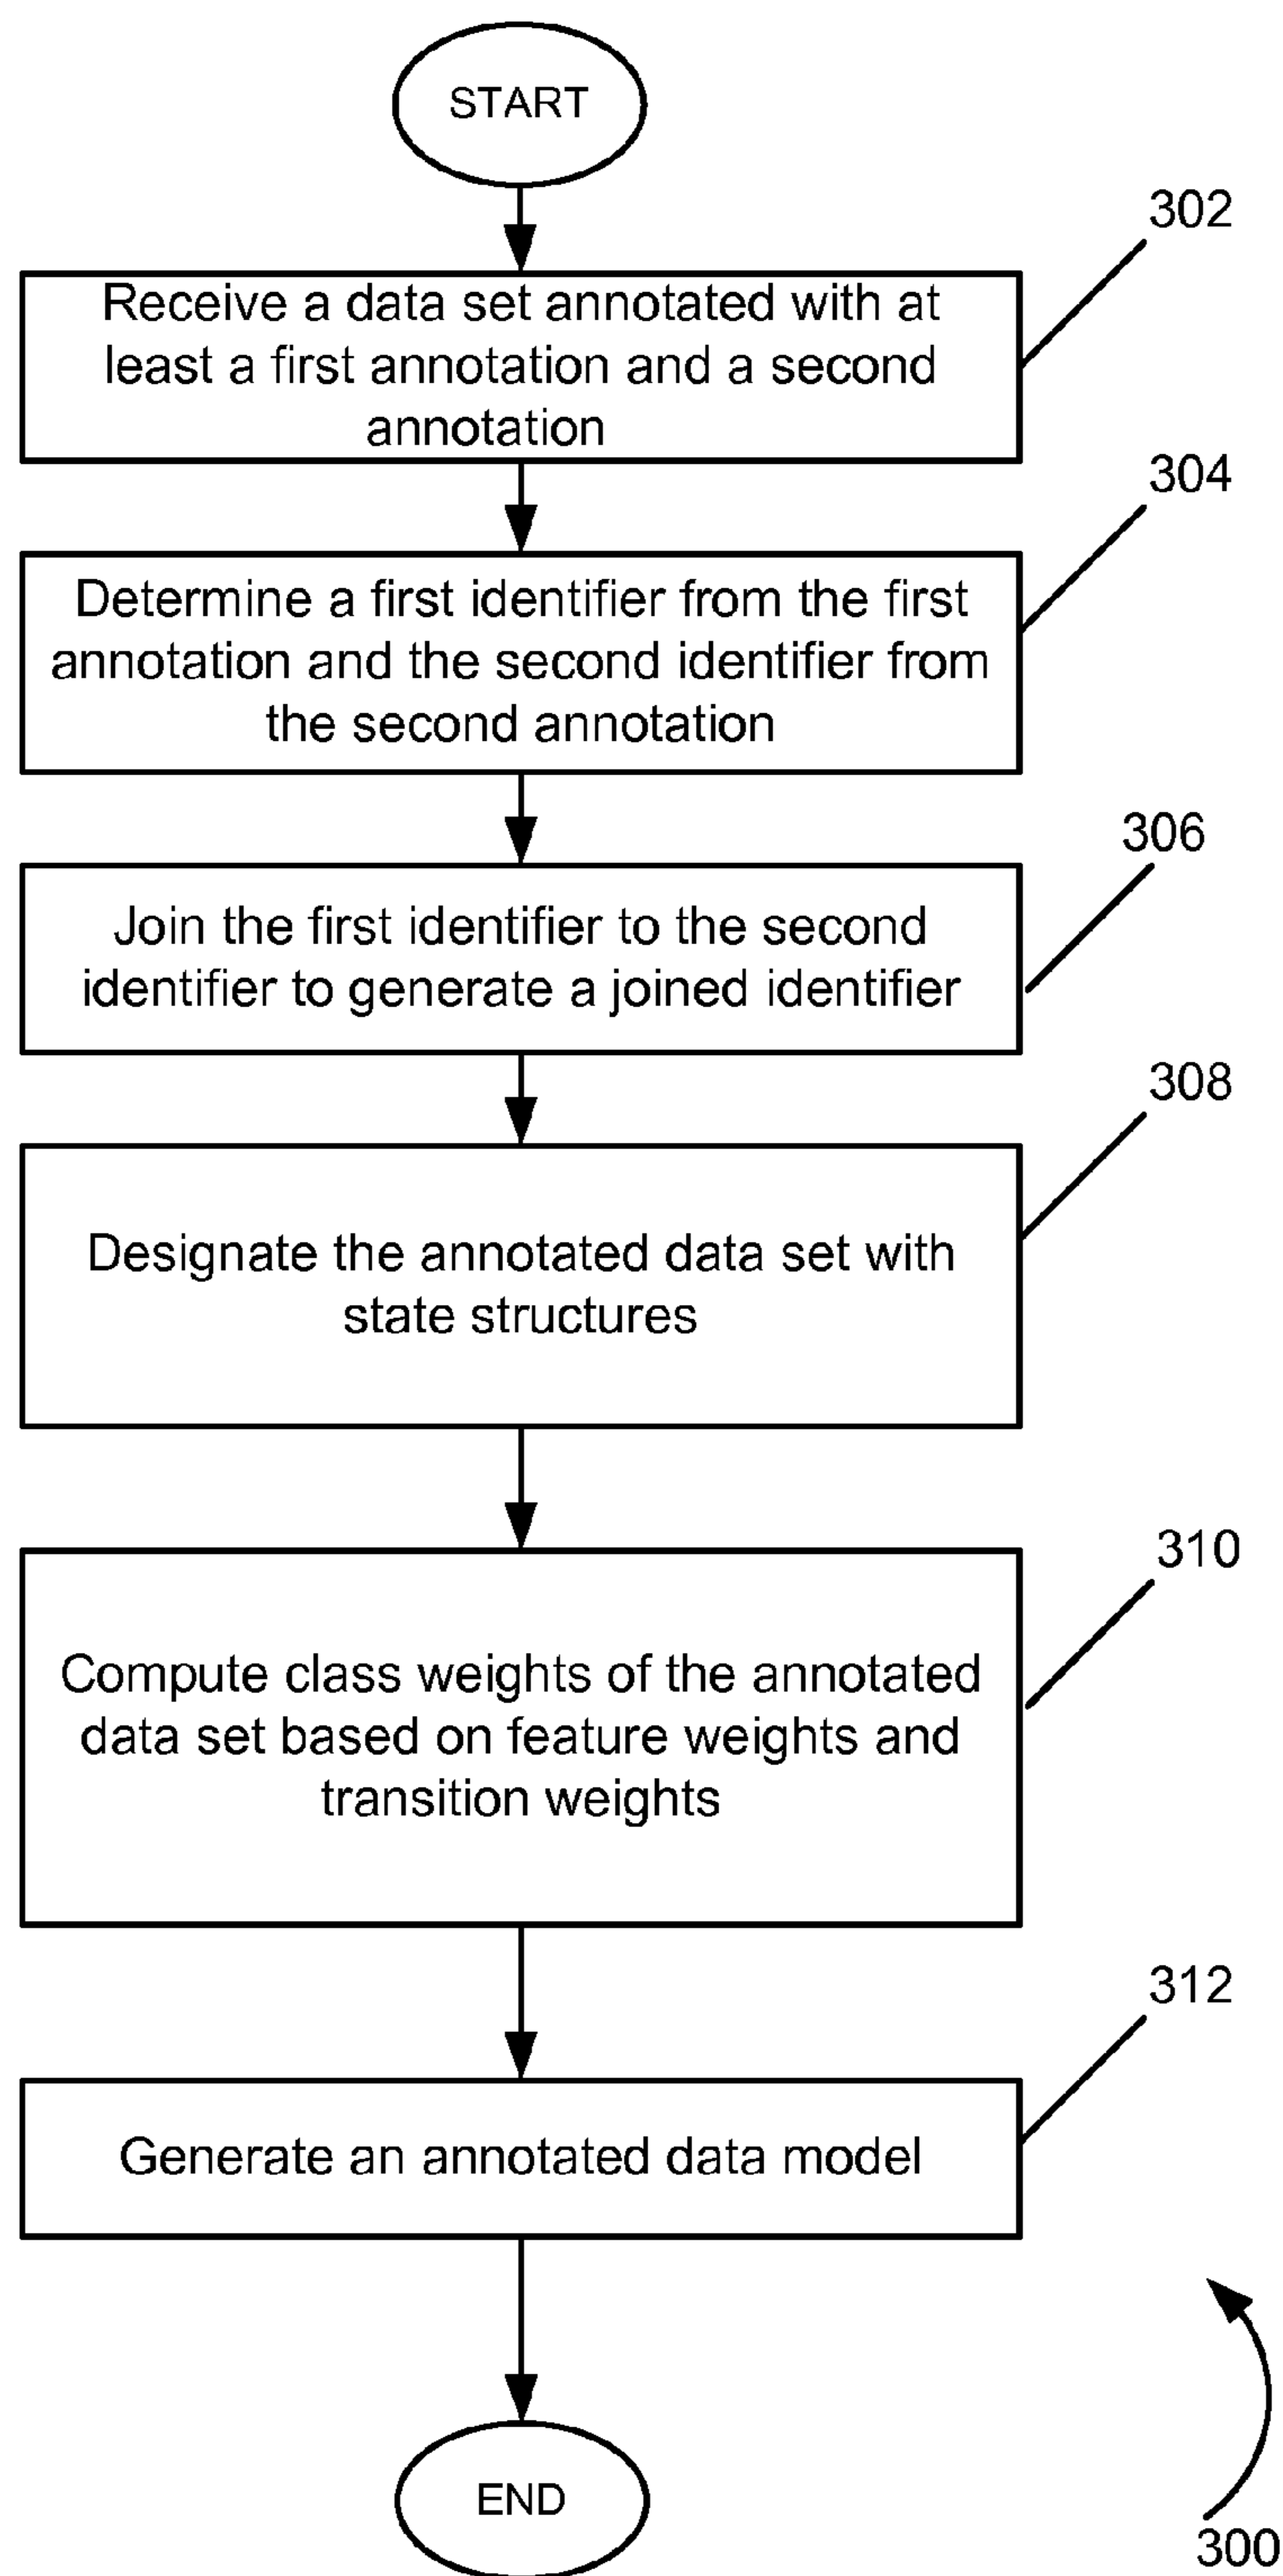 START
302
Receive a data set annotated with at
least a first annotation and a second
annotation
304
Determine a first identifier from the first
annotation and the second identifier from
the second annotation
306
Join the first identifier to the second
identifier to generate a joined identifier
308
Designate the annotated data set with
state structures
310
Compute class weights of the annotated
data set based on feature weights and
transition weights
312
Generate an annotated data model
END
300